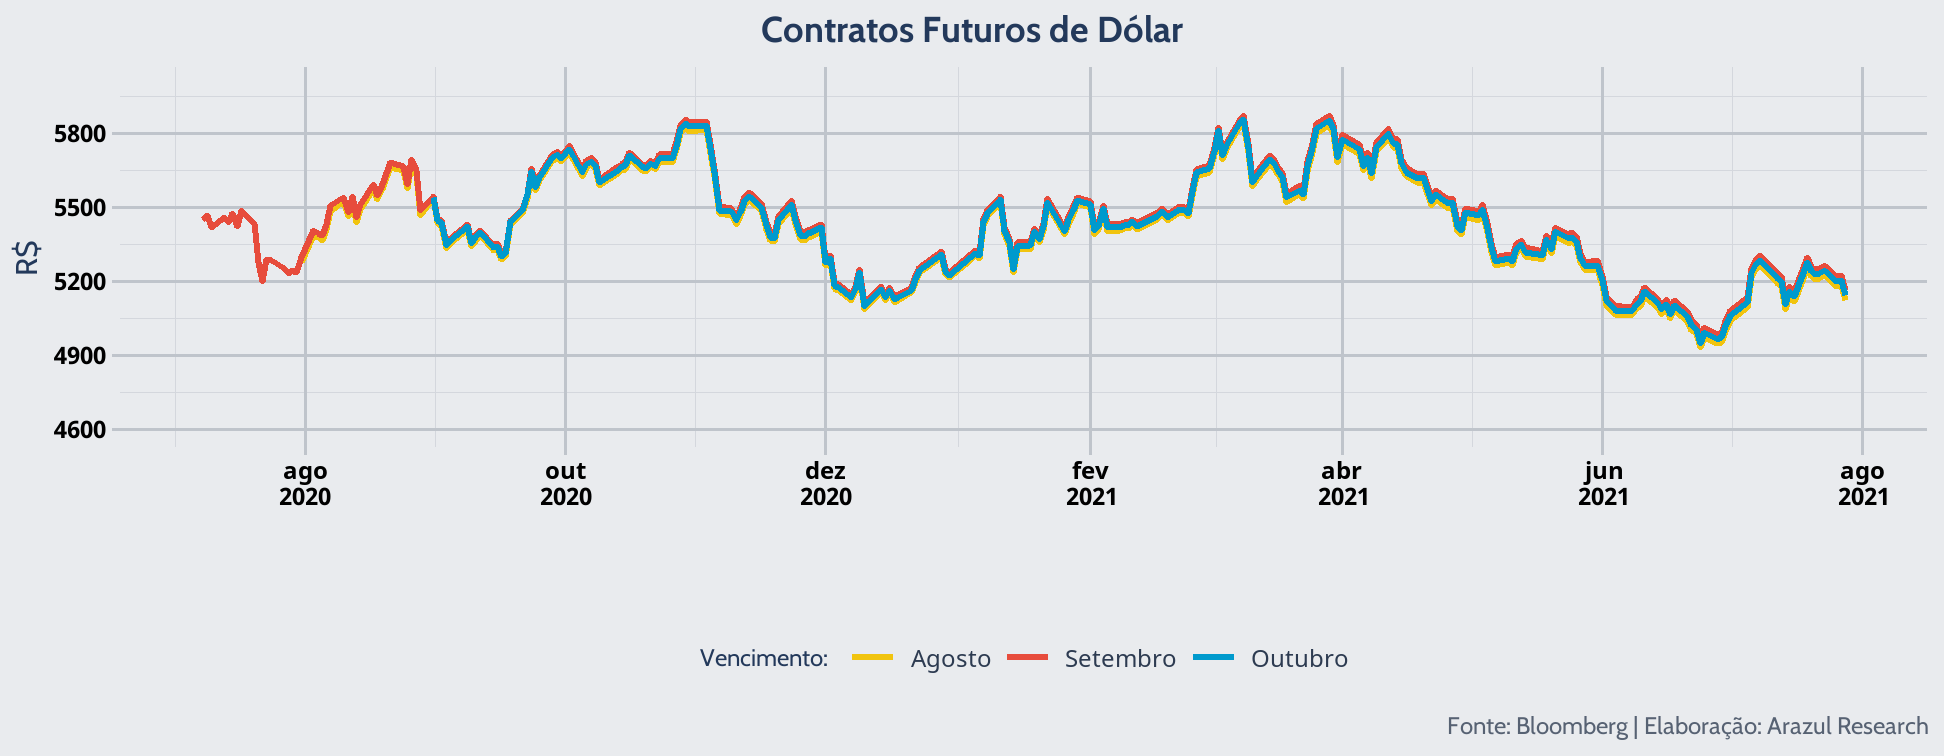 Contratos Futuros de Dólar
R$
5800
5500
5200
4900
4600
ago
2020
out
2020
dez
2020
fev
2021
abr
2021
jun
2021
ago
2021
Vencimento: Agosto Setembro Outubro
Fonte: Bloomberg | Elaboração: Arazul Research